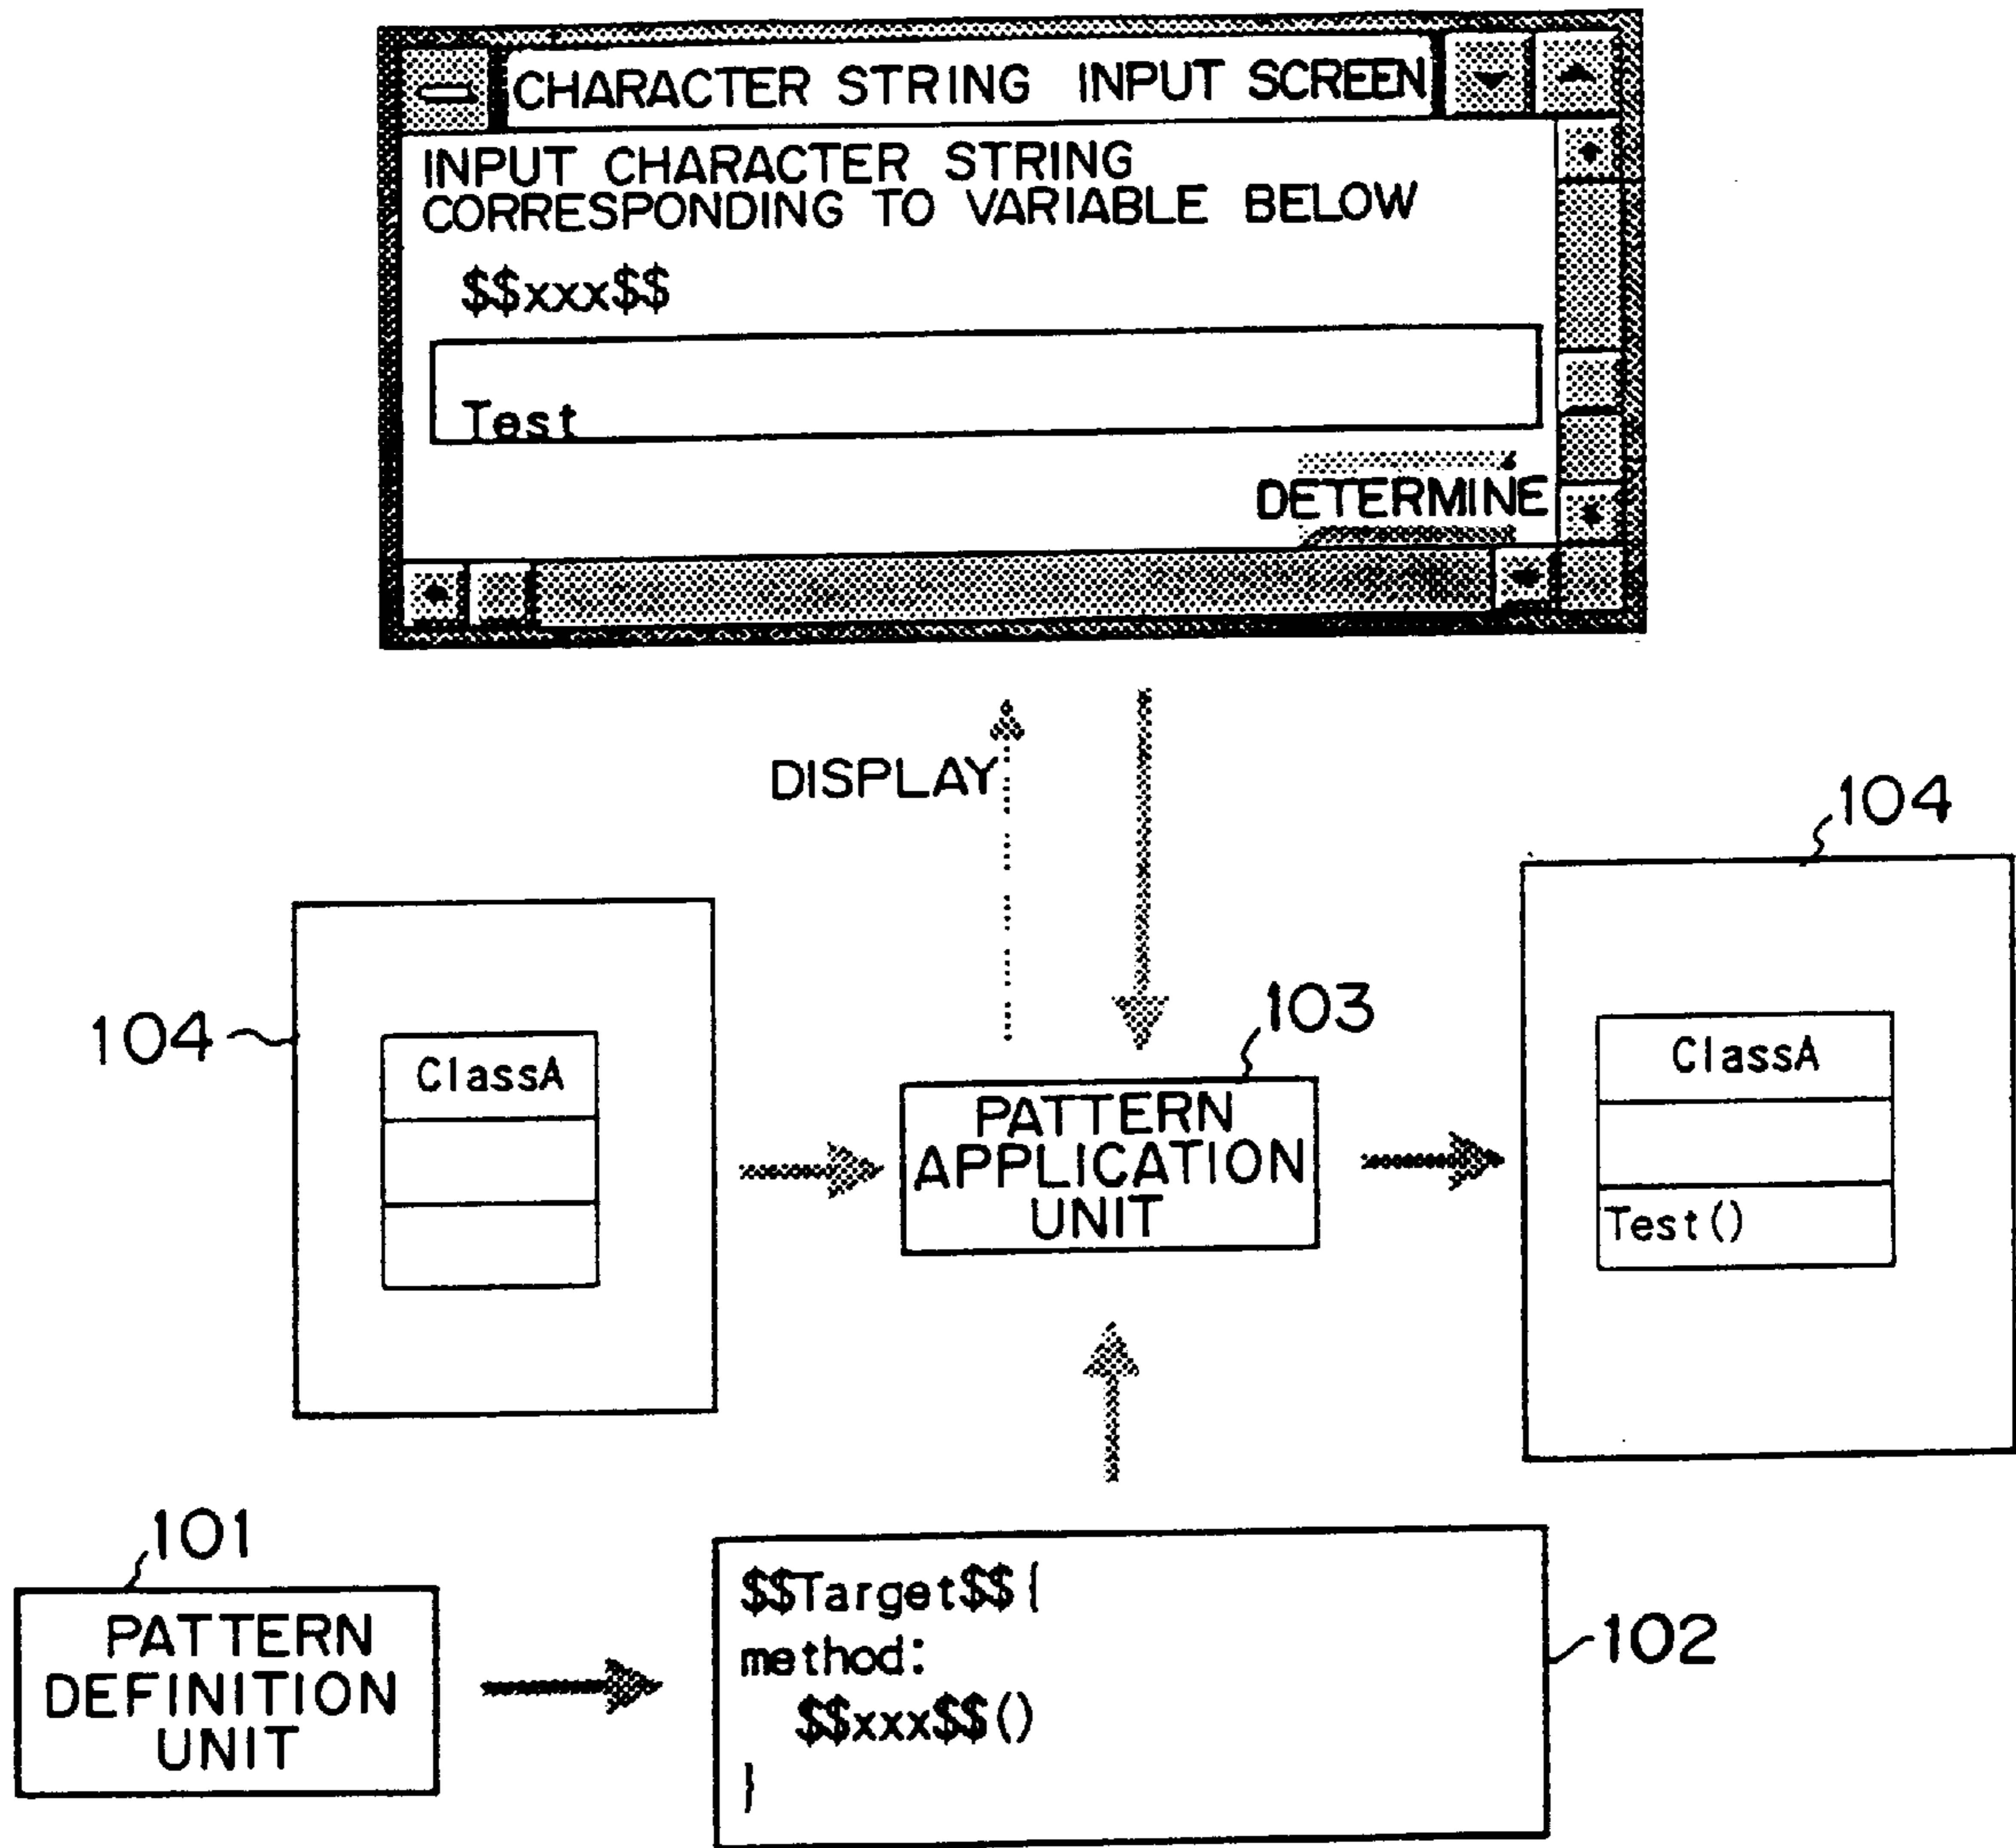 CHARACTER STRING INPUT SCREEN
INPUT CHARACTER STRING
CORRESPONDING TO VARIABLE BELOW
$$xxx$$
Test
DETERMINE
DISPLAY
104
104
103
ClassA
ClassA
PATTERN
APPLICATION
UNIT
Test()
101
PATTERN
DEFINITION
UNIT
$$Target$${
method:
$$xxx$$()
}
102